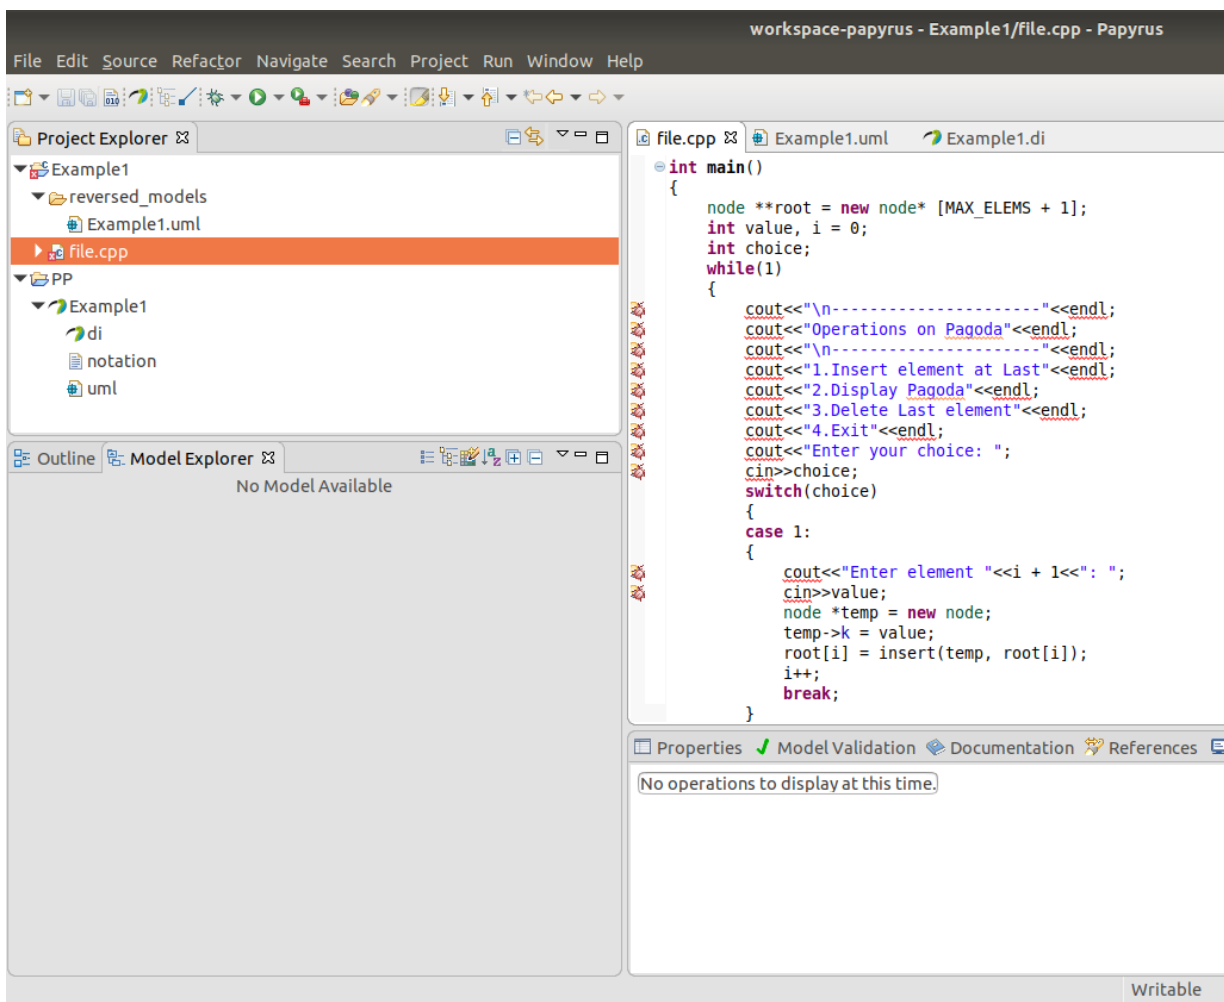 workspace-papyrus - Example1/file.cpp - Papyrus
File Edit Source Refactor Navigate Search Project Run Window Help
Project Explorer
Example1
reversed_models
Example1.uml
file.cpp
PP
Example1
di
notation
uml
Outline Model Explorer
No Model Available
file.cpp Example1.uml Example1.di
int main()
{
node **root = new node* [MAX_ELEMS + 1];
int value, i = 0;
int choice;
while(1)
{
cout<<"\n----------------------"<<endl;
cout<<"Operations on Pagoda"<<endl;
cout<<"\n----------------------"<<endl;
cout<<"1.Insert element at Last"<<endl;
cout<<"2.Display Pagoda"<<endl;
cout<<"3.Delete Last element"<<endl;
cout<<"4.Exit"<<endl;
cout<<"Enter your choice: ";
cin>>choice;
switch(choice)
{
case 1:
{
cout<<"Enter element "<<i + 1<<": ";
cin>>value;
node *temp = new node;
temp->k = value;
root[i] = insert(temp, root[i]);
i++;
break;
}
Properties Model Validation Documentation References
No operations to display at this time.
Writable